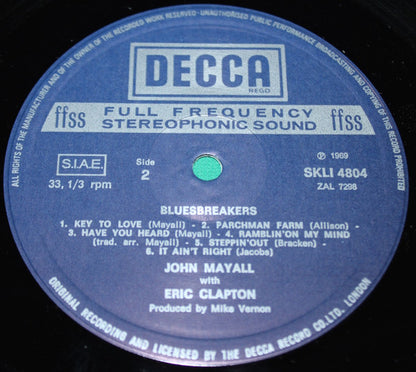 ALL RIGHTS OF THE MANUFACTURER AND OF THE OWNER OF THE RECORDED WORK RESERVED - UNAUTHORISED PUBLIC PERFORMANCE BROADCASTING AND COPYING OF THIS RECORD PROHIBITED
DECCA
REGD
ffss FULL FREQUENCY ffss
STEREOPHONIC SOUND
S.I.A.E. Side ℗ 1969
2 SKLI 4804
33, 1/3 rpm ZAL 7298
BLUESBREAKERS
1. KEY TO LOVE (Mayall) - 2. PARCHMAN FARM (Allison)
- 3. HAVE YOU HEARD (Mayall) - 4. RAMBLIN'ON MY MIND
(trad. arr. Mayall) - 5. STEPPIN'OUT (Bracken) -
6. IT AIN'T RIGHT (Jacobs)
JOHN MAYALL
with
ERIC CLAPTON
Produced by Mike Vernon
ORIGINAL RECORDING AND LICENSED BY THE DECCA RECORD CO. LTD. LONDON